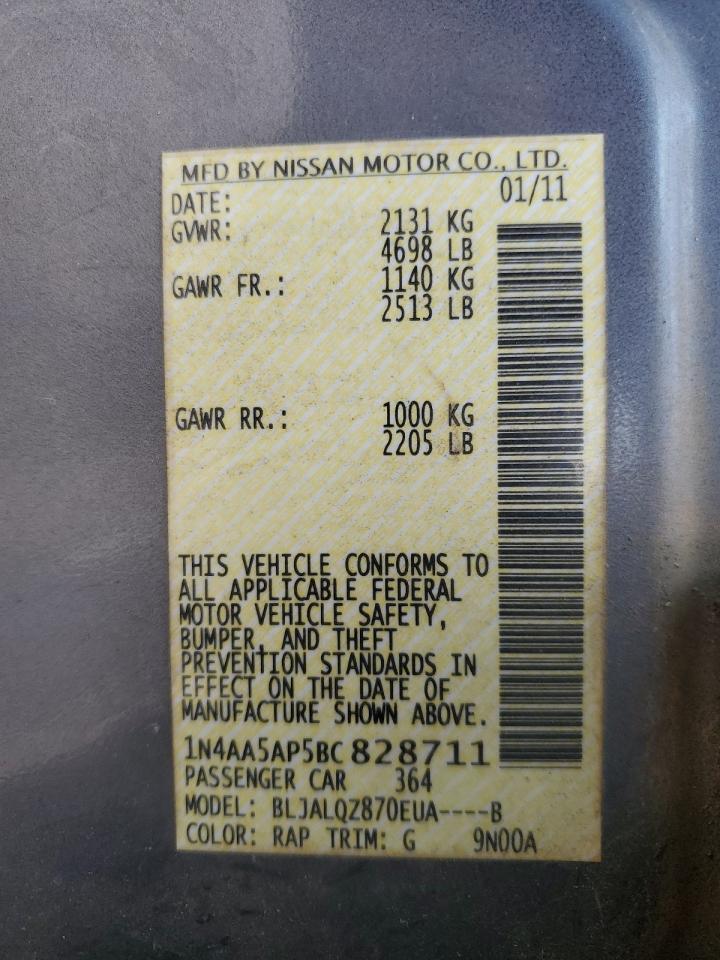 MFD BY NISSAN MOTOR CO., LTD.
DATE: 01/11
GVWR: 2131 KG
4698 LB
GAWR FR.: 1140 KG
2513 LB
GAWR RR.: 1000 KG
2205 LB
THIS VEHICLE CONFORMS TO
ALL APPLICABLE FEDERAL
MOTOR VEHICLE SAFETY,
BUMPER, AND THEFT
PREVENTION STANDARDS IN
EFFECT ON THE DATE OF
MANUFACTURE SHOWN ABOVE.
1N4AA5AP5BC828711
PASSENGER CAR 364
MODEL: BLJALQZ870EUA----B
COLOR: RAP TRIM: G 9N00A